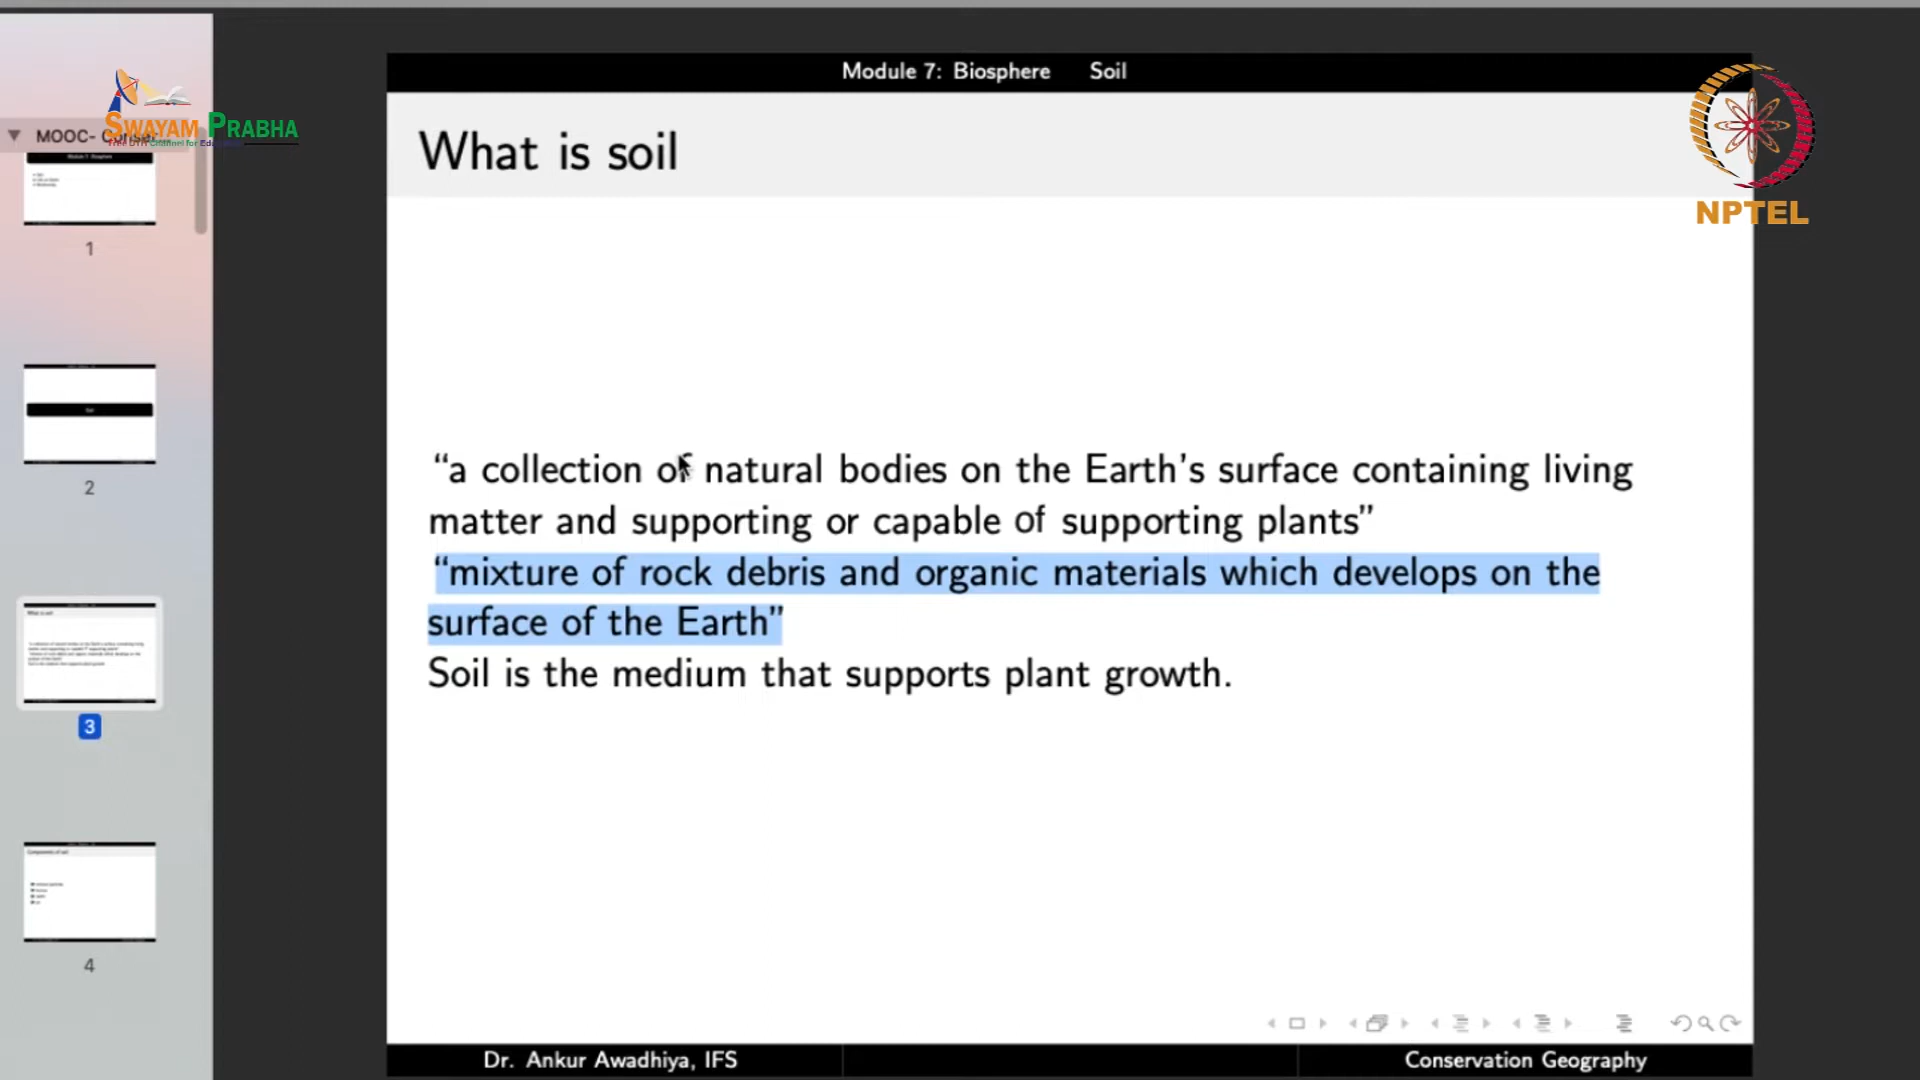 Module 7: Biosphere Soil
SWAYAM PRABHA
MOOC-
NPTEL
What is soil
1
2
3
4
“a collection of natural bodies on the Earth’s surface containing living
matter and supporting or capable of supporting plants”
“mixture of rock debris and organic materials which develops on the
surface of the Earth”
Soil is the medium that supports plant growth.
Dr. Ankur Awadhiya, IFS
Conservation Geography